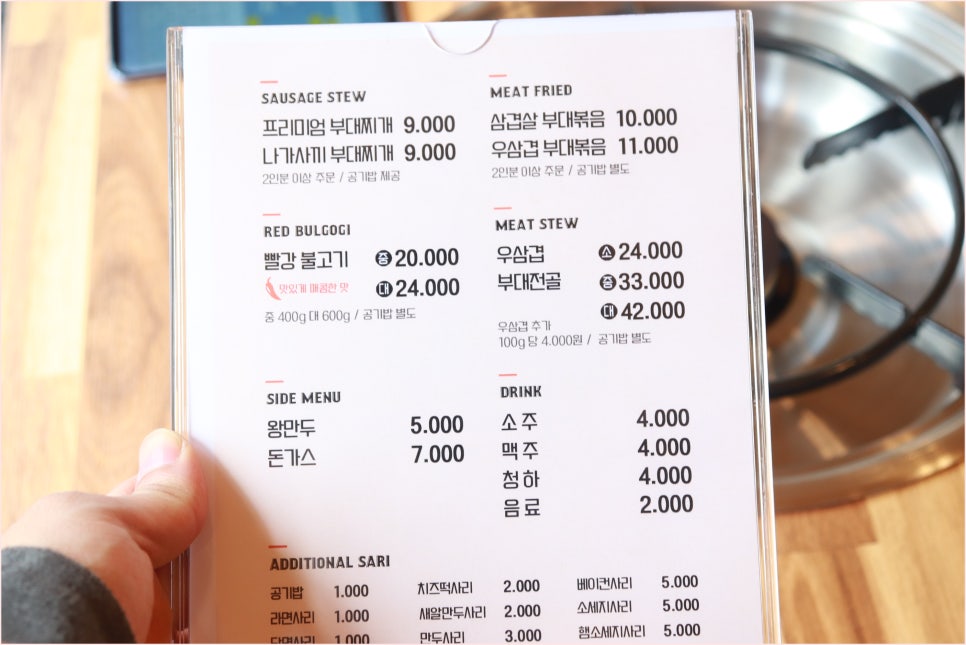 SAUSAGE STEW
프리미엄 부대찌개 9.000
나가사끼 부대찌개 9.000
2인분 이상 주문 / 공기밥 제공
MEAT FRIED
삼겹살 부대볶음 10.000
우삼겹 부대볶음 11.000
2인분 이상 주문 / 공기밥 별도
RED BULGOGI
빨강 불고기 중 20.000
맛있게 매콤한 맛 대 24.000
중 400g 대 600g / 공기밥 별도
MEAT STEW
우삼겹 소 24.000
부대전골 중 33.000
대 42.000
우삼겹 추가
100g 당 4.000원 / 공기밥 별도
SIDE MENU
왕만두 5.000
돈가스 7.000
DRINK
소주 4.000
맥주 4.000
청하 4.000
음료 2.000
ADDITIONAL SARI
공기밥 1.000
라면사리 1.000
당면사리 1.000
치즈떡사리 2.000
새알만두사리 2.000
만두사리 3.000
베이컨사리 5.000
소세지사리 5.000
햄소세지사리 5.000